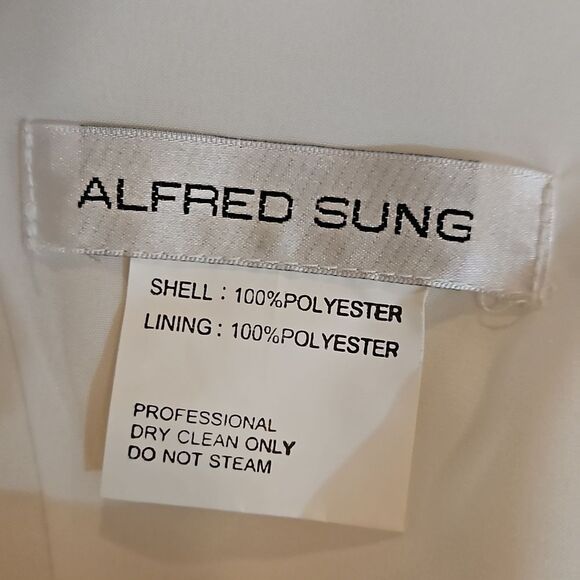 ALFRED SUNG
SHELL : 100%POLYESTER
LINING : 100%POLYESTER
PROFESSIONAL
DRY CLEAN ONLY
DO NOT STEAM